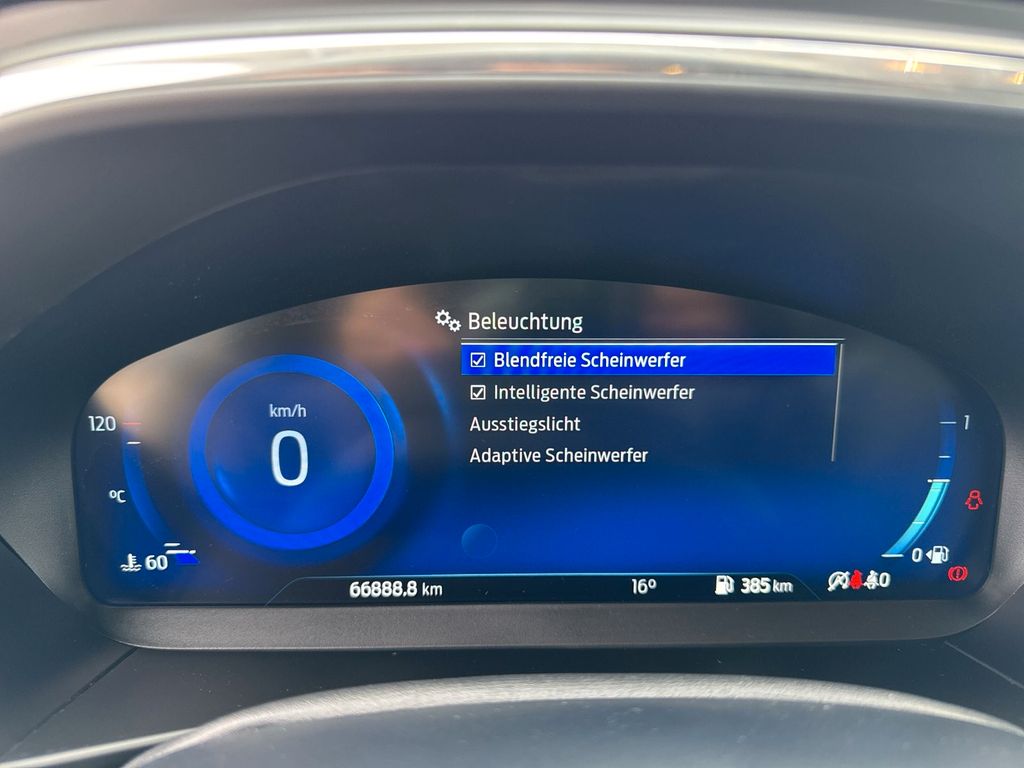 Beleuchtung
Blendfreie Scheinwerfer
Intelligente Scheinwerfer
Ausstiegslicht
Adaptive Scheinwerfer
km/h
0
120
°C
60
1
0
66888.8 km
16°
385 km
0